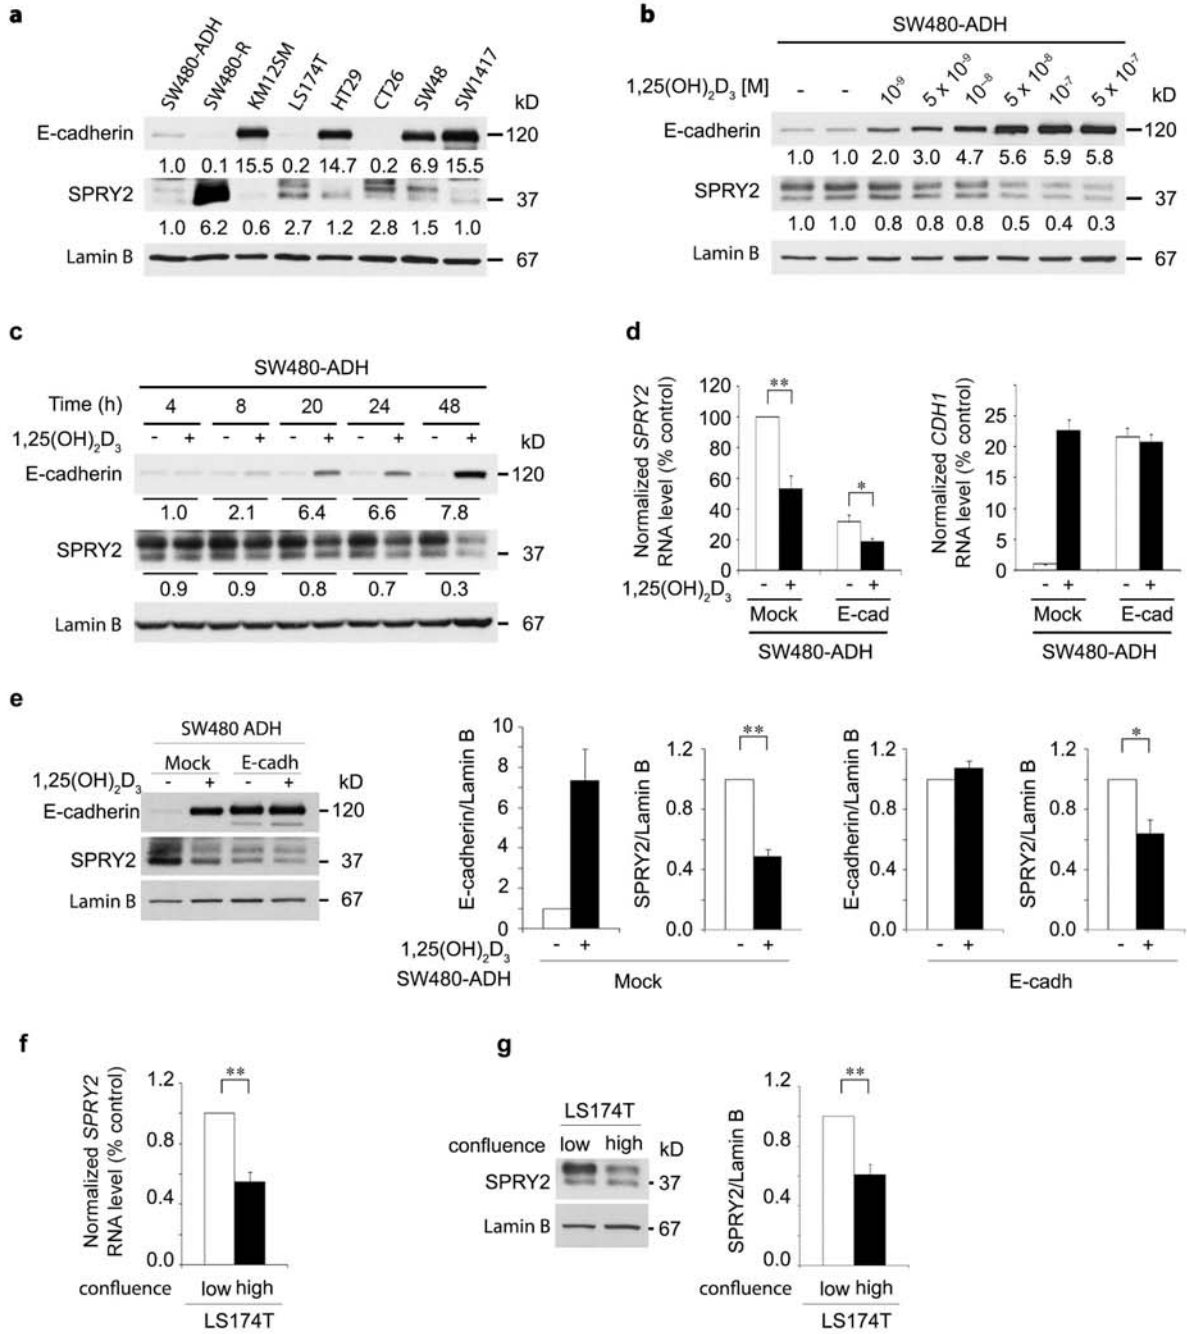 a
SW480-ADH SW480-R KM12SM LS174T HT29 CT26 SW48 SW1417 kD
E-cadherin 120
1.0 0.1 15.5 0.2 14.7 0.2 6.9 15.5
SPRY2 37
1.0 6.2 0.6 2.7 1.2 2.8 1.5 1.0
Lamin B 67
b
SW480-ADH
1,25(OH)2D3 [M] - - 10-9 5 x 10-9 10-8 5 x 10-8 10-7 5 x 10-7 kD
E-cadherin 120
1.0 1.0 2.0 3.0 4.7 5.6 5.9 5.8
SPRY2 37
1.0 1.0 0.8 0.8 0.8 0.5 0.4 0.3
Lamin B 67
c
SW480-ADH
Time (h) 4 8 20 24 48
1,25(OH)2D3 - + - + - + - + - + kD
E-cadherin 120
1.0 2.1 6.4 6.6 7.8
SPRY2 37
0.9 0.9 0.8 0.7 0.3
Lamin B 67
d
Normalized SPRY2
RNA level (% control)
120
100
80
60
40
20
0
** *
1,25(OH)2D3 - + - +
Mock E-cad
SW480-ADH
Normalized CDH1
RNA level (% control)
25
20
15
10
5
0
- + - +
Mock E-cad
SW480-ADH
e
SW480 ADH
Mock E-cadh
1,25(OH)2D3 - + - + kD
E-cadherin 120
SPRY2 37
Lamin B 67
E-cadherin/Lamin B
10
8
6
4
2
0
SPRY2/Lamin B
1.2
0.8
0.4
0.0
**
1,25(OH)2D3 - + - +
SW480-ADH Mock
E-cadherin/Lamin B
1.2
0.8
0.4
0.0
SPRY2/Lamin B
1.2
0.8
0.4
0.0
*
- + - +
E-cadh
f
Normalized SPRY2
RNA level (% control)
1.2
0.8
0.4
0.0
**
confluence low high
LS174T
g
LS174T
confluence low high kD
SPRY2 37
Lamin B 67
SPRY2/Lamin B
1.2
0.8
0.4
0.0
**
confluence low high
LS174T